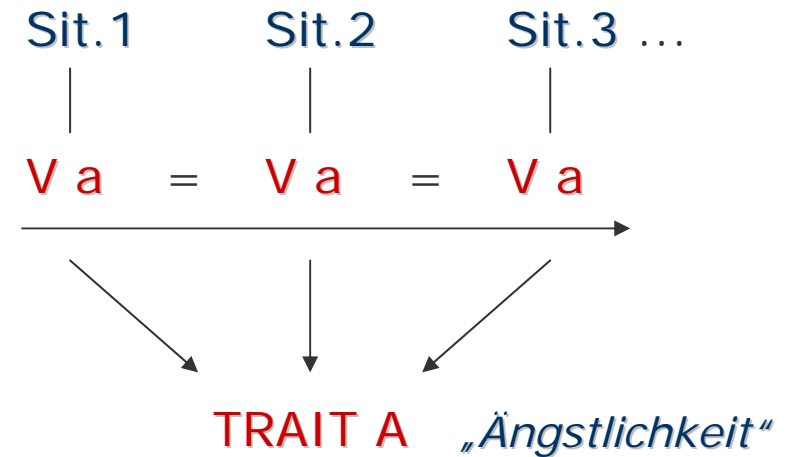 Sit.1 Sit.2 Sit.3 ...
V a = V a = V a
TRAIT A „Ängstlichkeit“